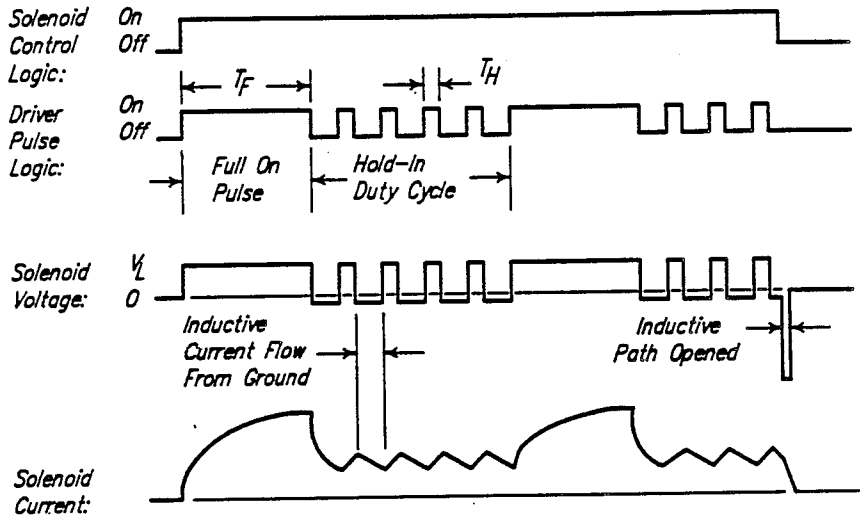 Solenoid On
Control Off
Logic:
T_F
T_H
Driver On
Pulse Off
Logic:
Full On
Pulse
Hold-In
Duty Cycle
Solenoid V_L
Voltage: 0
Inductive
Current Flow
From Ground
Inductive
Path Opened
Solenoid
Current: